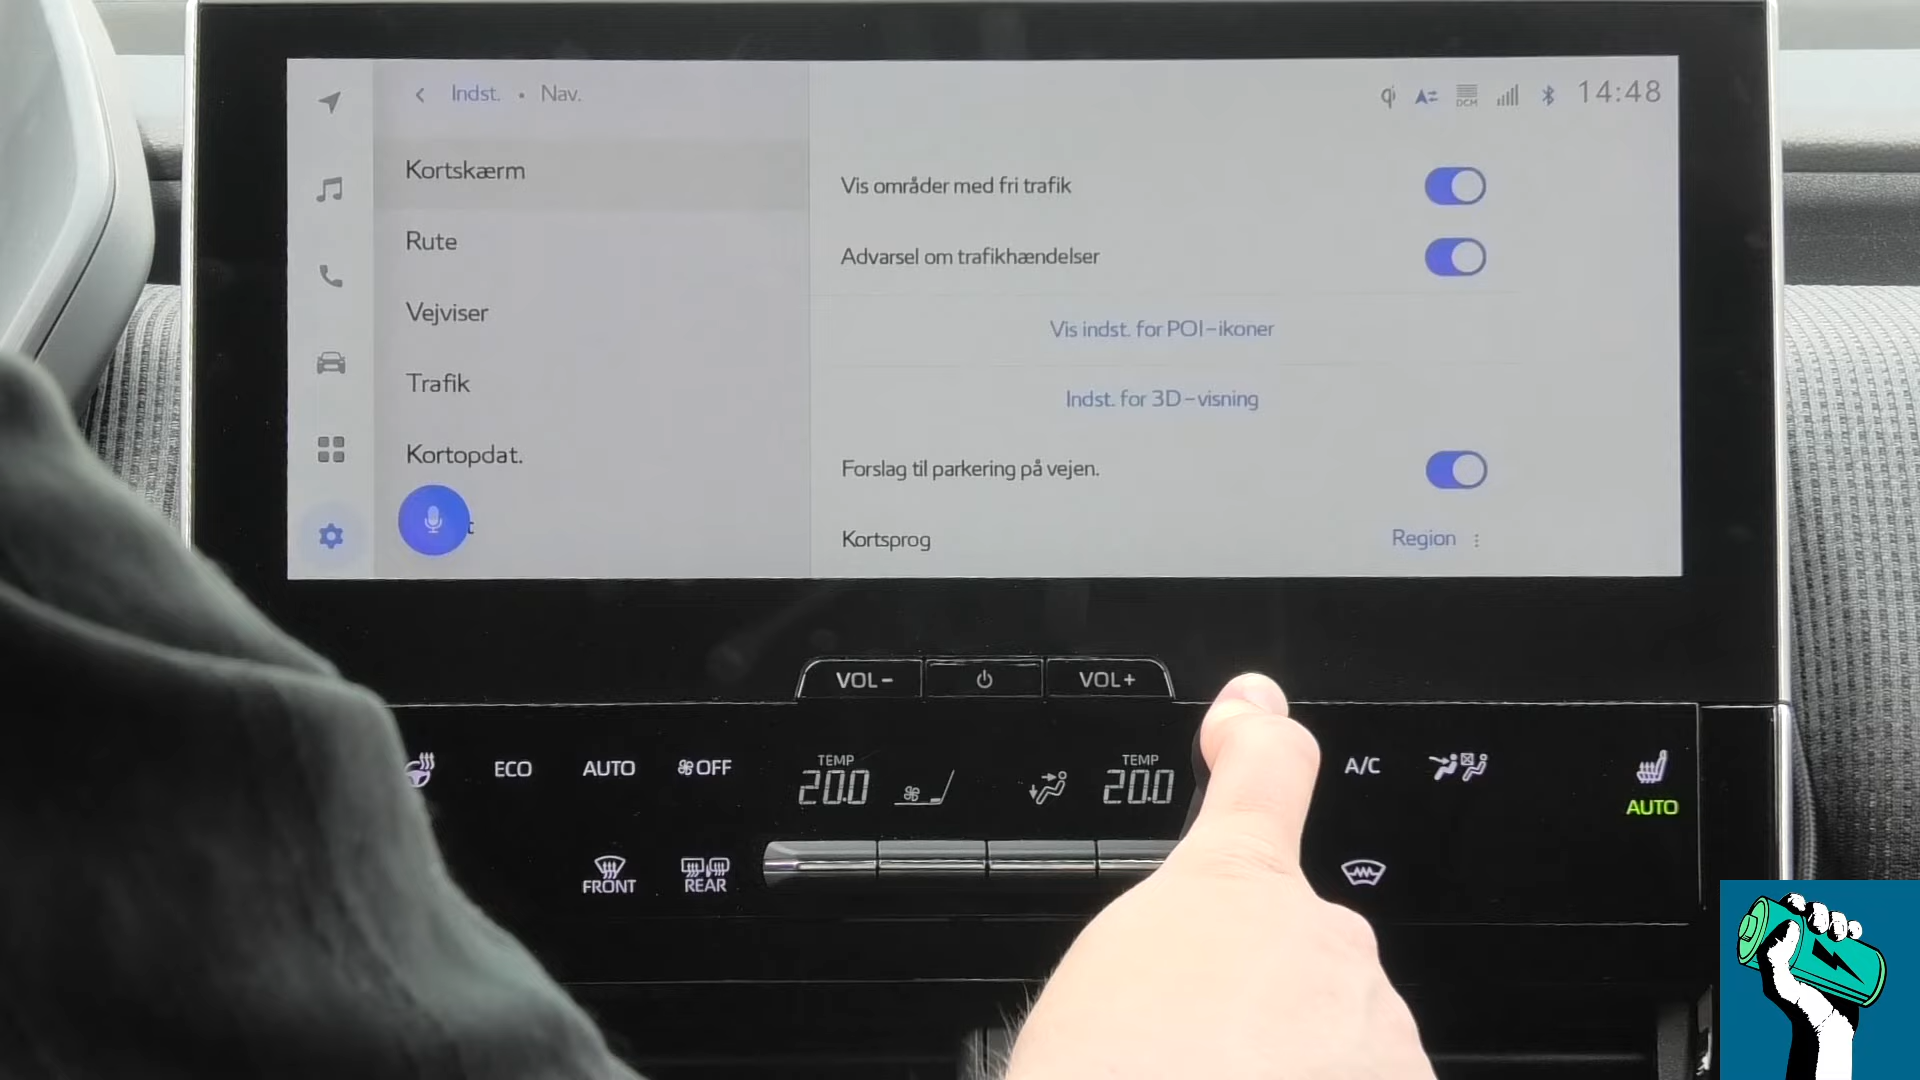 Indst. • Nav.
qi
DCM
14:48
Kortskærm
Rute
Vejviser
Trafik
Kortopdat.
Vis områder med fri trafik
Advarsel om trafikhændelser
Vis indst. for POI-ikoner
Indst. for 3D-visning
Forslag til parkering på vejen.
Kortsprog
Region
VOL-
VOL+
ECO
AUTO
OFF
TEMP
20.0
TEMP
20.0
A/C
AUTO
FRONT
REAR